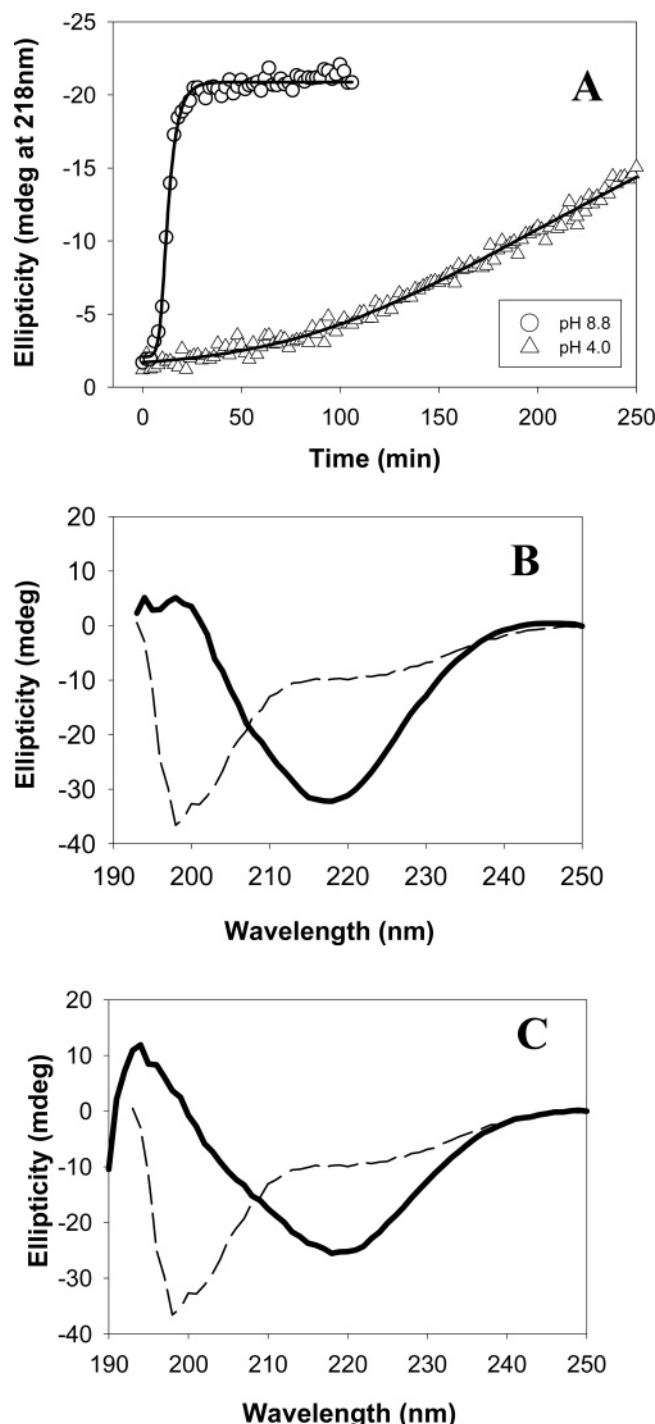 -25
-20
-15
-10
-5
0
Ellipticity (mdeg at 218nm)
A
pH 8.8
pH 4.0
0 50 100 150 200 250
Time (min)
20
10
0
-10
-20
-30
-40
Ellipticity (mdeg)
B
190 200 210 220 230 240 250
Wavelength (nm)
20
10
0
-10
-20
-30
-40
Ellipticity (mdeg)
C
190 200 210 220 230 240 250
Wavelength (nm)